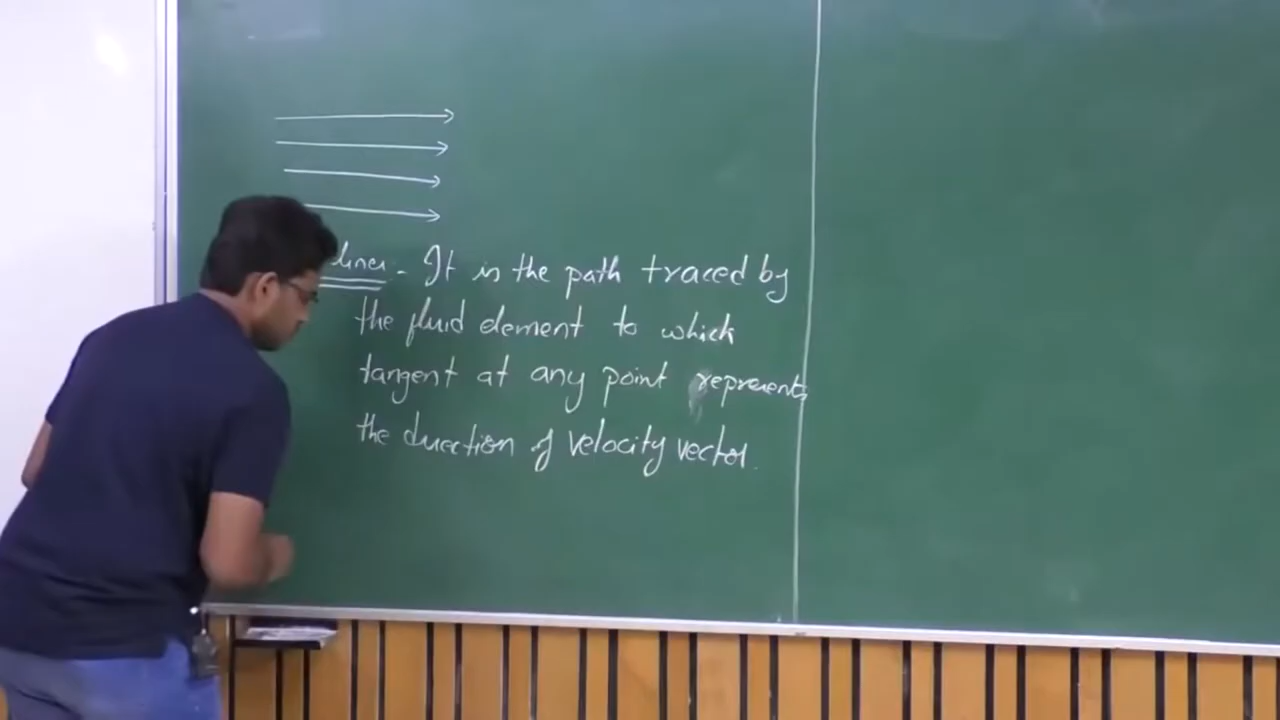 lines - It is the path traced by
the fluid element to which
tangent at any point represents
the direction of velocity vector.